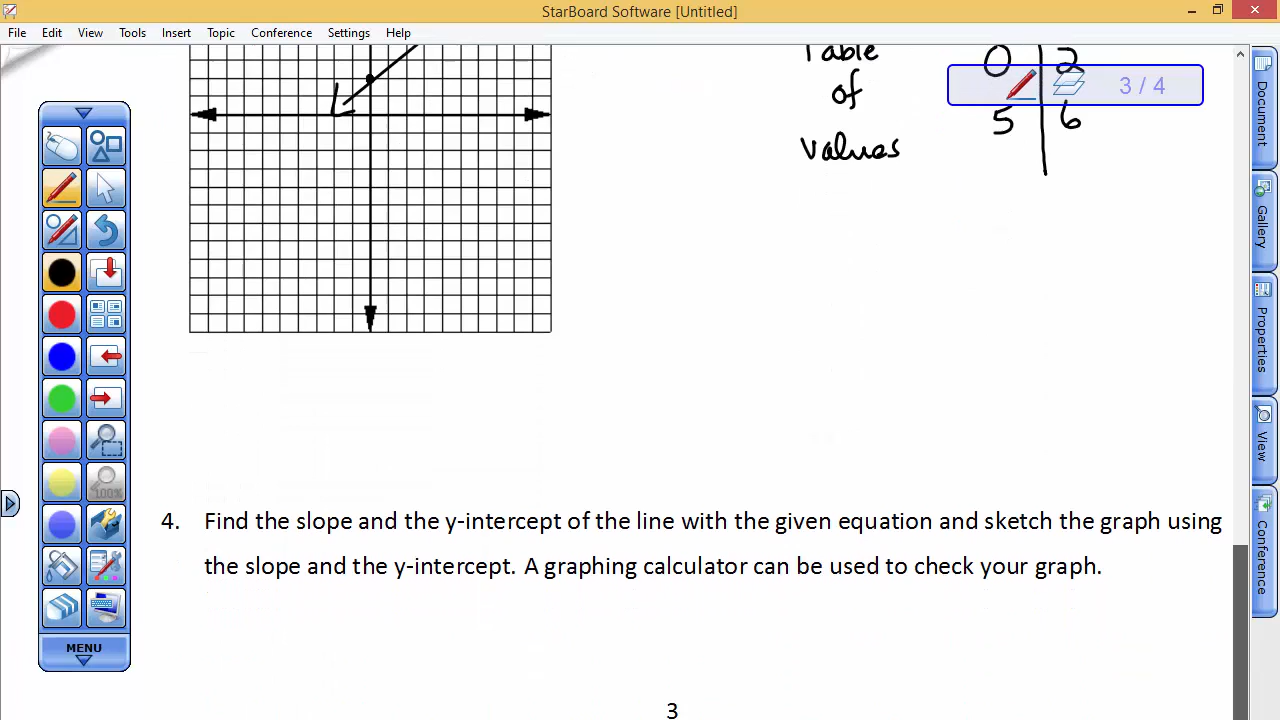 StarBoard Software [Untitled]
File Edit View Tools Insert Topic Conference Settings Help
Table
of
values
0 2
5 6
3 / 4
Document
Gallery
Properties
View
Conference
100%
MENU
4. Find the slope and the y-intercept of the line with the given equation and sketch the graph using
the slope and the y-intercept. A graphing calculator can be used to check your graph.
3